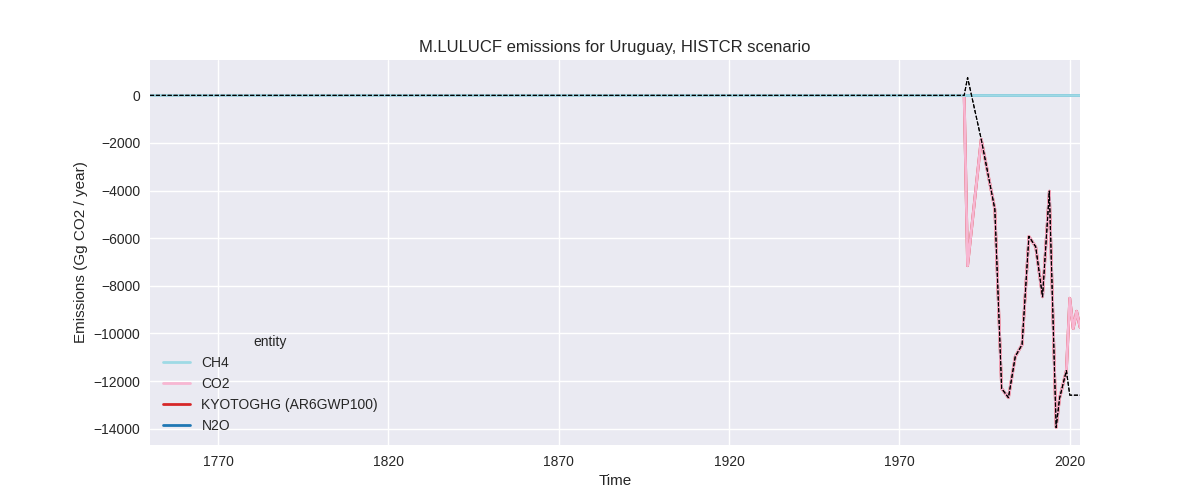 M.LULUCF emissions for Uruguay, HISTCR scenario
Emissions (Gg CO2 / year)
0
−2000
−4000
−6000
−8000
−10000
−12000
−14000
entity
CH4
CO2
KYOTOGHG (AR6GWP100)
N2O
1770 1820 1870 1920 1970 2020
Time